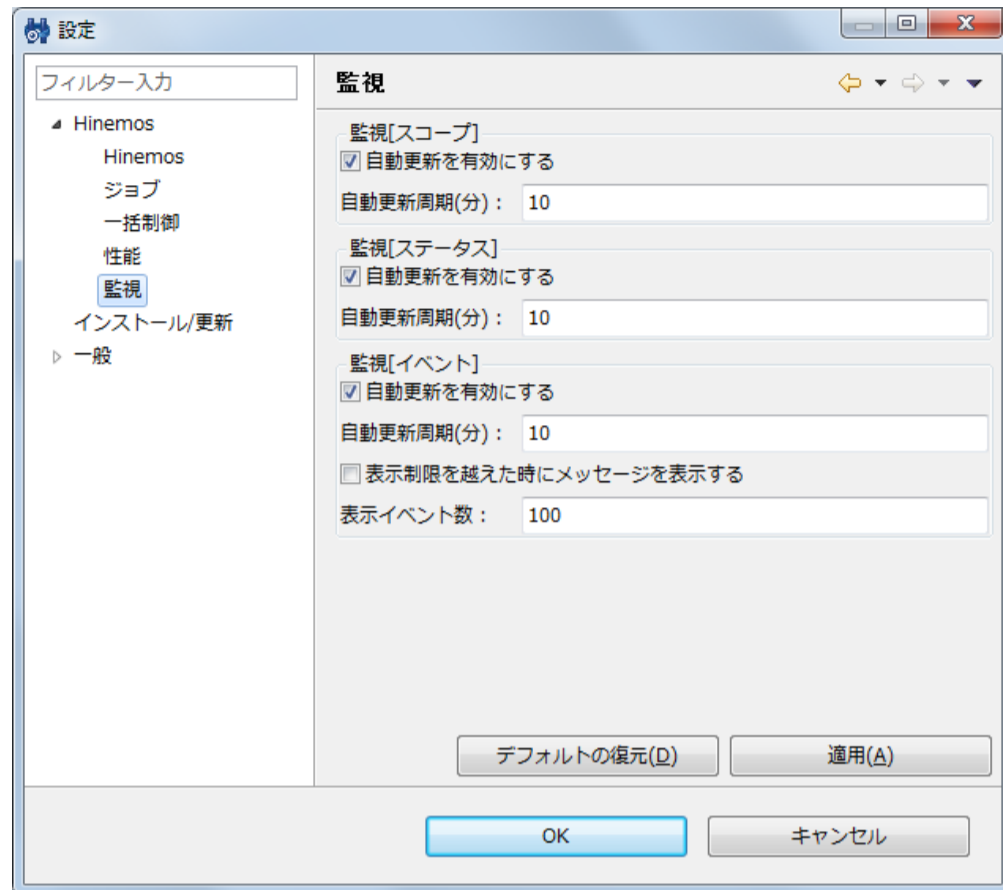 設定
フィルター入力
Hinemos
Hinemos
ジョブ
一括制御
性能
監視
インストール/更新
一般
監視
監視[スコープ]
自動更新を有効にする
自動更新周期(分)： 10
監視[ステータス]
自動更新を有効にする
自動更新周期(分)： 10
監視[イベント]
自動更新を有効にする
自動更新周期(分)： 10
表示制限を越えた時にメッセージを表示する
表示イベント数： 100
デフォルトの復元(D) 適用(A)
OK キャンセル